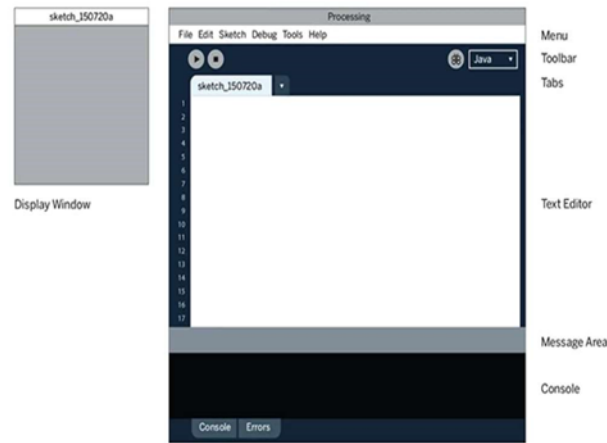 sketch_150720a
Display Window
Processing
File Edit Sketch Debug Tools Help
Java
sketch_150720a
1
2
3
4
5
6
7
8
9
10
11
12
13
14
15
16
17
Console Errors
Menu
Toolbar
Tabs
Text Editor
Message Area
Console